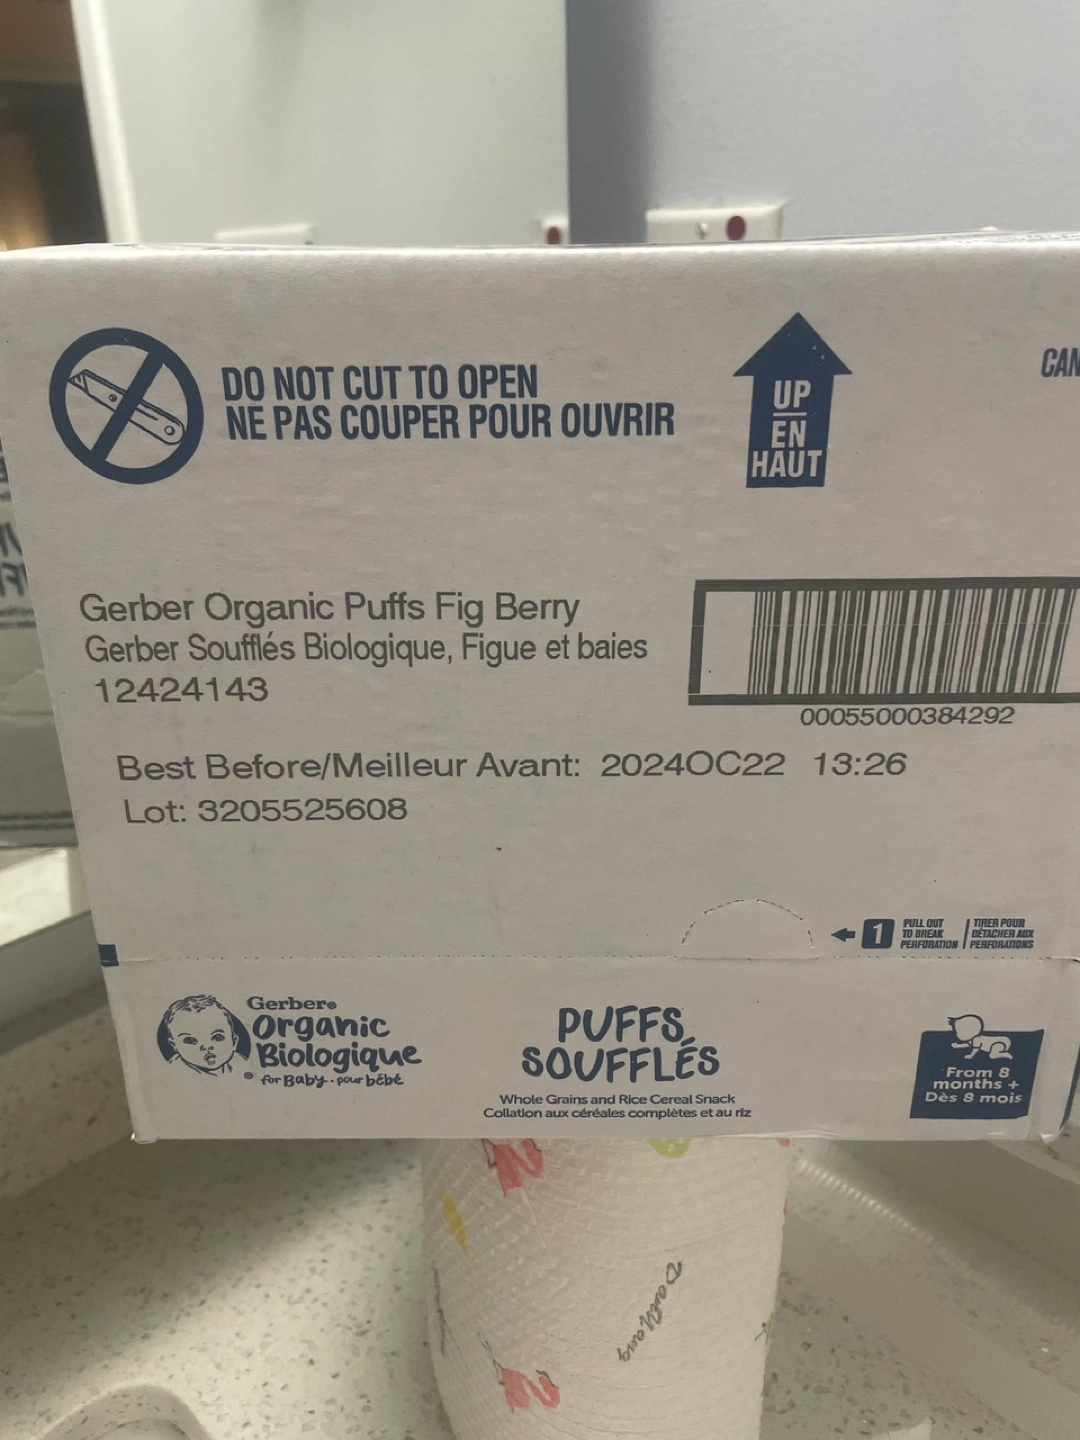 DO NOT CUT TO OPEN
NE PAS COUPER POUR OUVRIR
UP
EN
HAUT
CAN
Gerber Organic Puffs Fig Berry
Gerber Soufflés Biologique, Figue et baies
12424143
00055000384292
Best Before/Meilleur Avant: 2024OC22 13:26
Lot: 3205525608
1
PULL OUT
TO BREAK
PERFORATION
TIRER POUR
DÉTACHER AUX
PERFORATIONS
Gerber®
Organic
Biologique
® for Baby • pour bébé
PUFFS
SOUFFLÉS
Whole Grains and Rice Cereal Snack
Collation aux céréales complètes et au riz
From 8
months +
Dès 8 mois